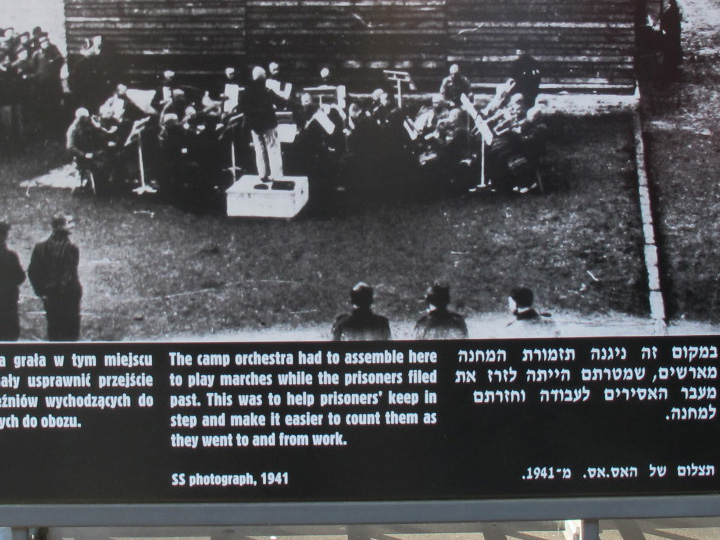 a grała w tym miejscu
ały usprawnić przejście
źniów wychodzących do
ych do obozu.
The camp orchestra had to assemble here
to play marches while the prisoners filed
past. This was to help prisoners' keep in
step and make it easier to count them as
they went to and from work.
SS photograph, 1941
במקום זה ניגנה תזמורת המחנה
מארשים, שמטרתם הייתה לזרז את
מעבר האסירים לעבודה וחזרתם
למחנה.
תצלום של האס.אס. מ־1941.